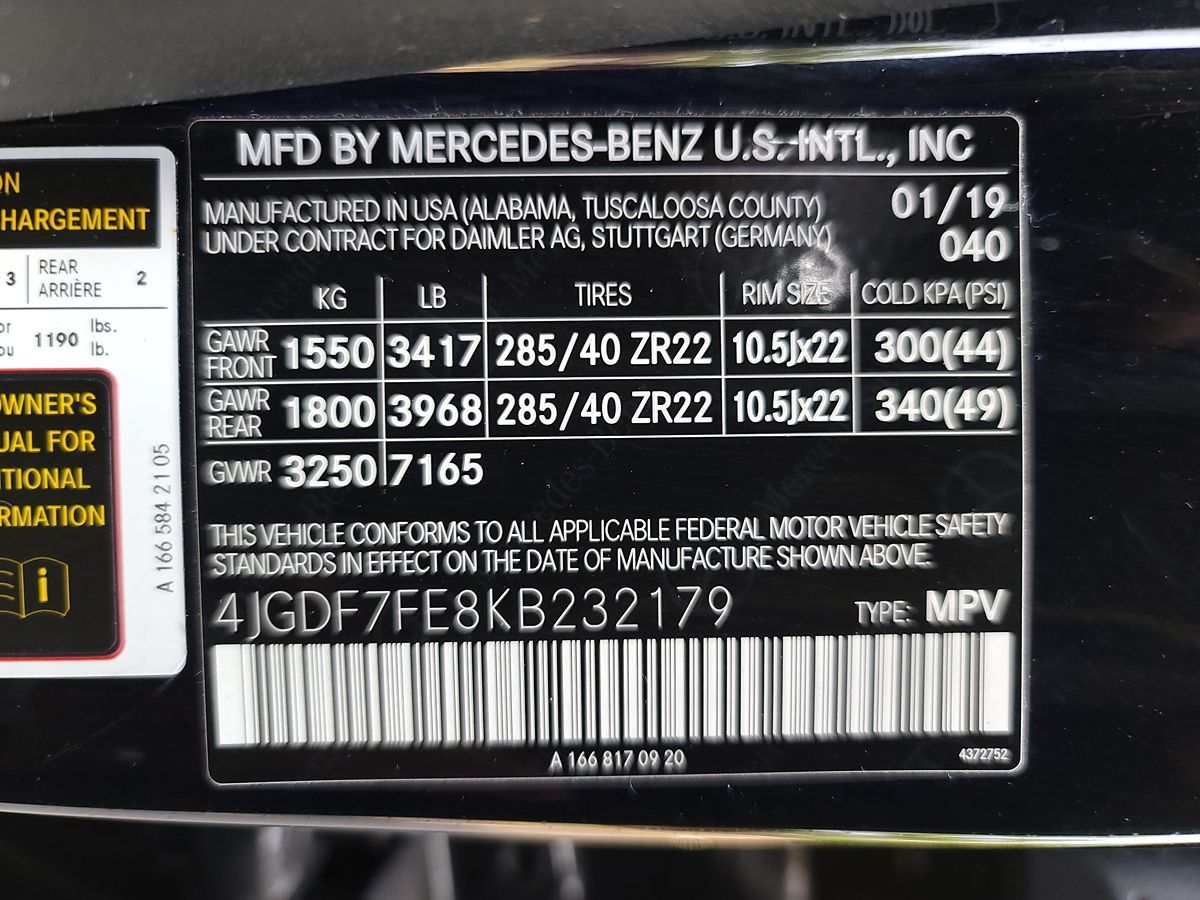 ON
HARGEMENT
3 REAR ARRIÈRE 2
or ou 1190 lbs. lb.
OWNER'S
UAL FOR
ITIONAL
RMATION
i
A 166 584 21 05
MFD BY MERCEDES-BENZ U.S. INTL., INC
MANUFACTURED IN USA (ALABAMA, TUSCALOOSA COUNTY) 01/19
UNDER CONTRACT FOR DAIMLER AG, STUTTGART (GERMANY) 040
KG LB TIRES RIM SIZE COLD KPA(PSI)
GAWR FRONT 1550 3417 285/40 ZR22 10.5Jx22 300(44)
GAWR REAR 1800 3968 285/40 ZR22 10.5Jx22 340(49)
GVWR 3250 7165
THIS VEHICLE CONFORMS TO ALL APPLICABLE FEDERAL MOTOR VEHICLE SAFETY
STANDARDS IN EFFECT ON THE DATE OF MANUFACTURE SHOWN ABOVE.
4JGDF7FE8KB232179 TYPE: MPV
A 166 817 09 20 4372752